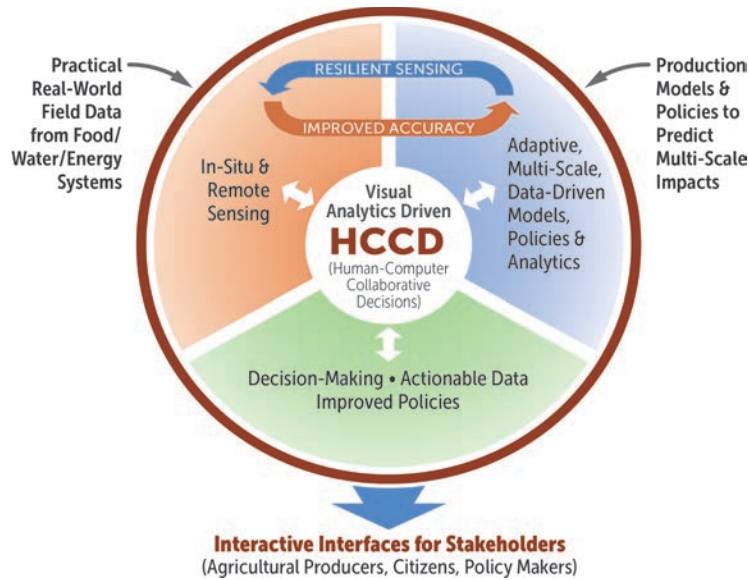 Practical
Real-World
Field Data
from Food/
Water/Energy
Systems
RESILIENT SENSING
IMPROVED ACCURACY
Production
Models &
Policies to
Predict
Multi-Scale
Impacts
In-Situ &
Remote
Sensing
Visual
Analytics Driven
HCCD
(Human-Computer
Collaborative
Decisions)
Adaptive,
Multi-Scale,
Data-Driven
Models,
Policies &
Analytics
Decision-Making • Actionable Data
Improved Policies
Interactive Interfaces for Stakeholders
(Agricultural Producers, Citizens, Policy Makers)